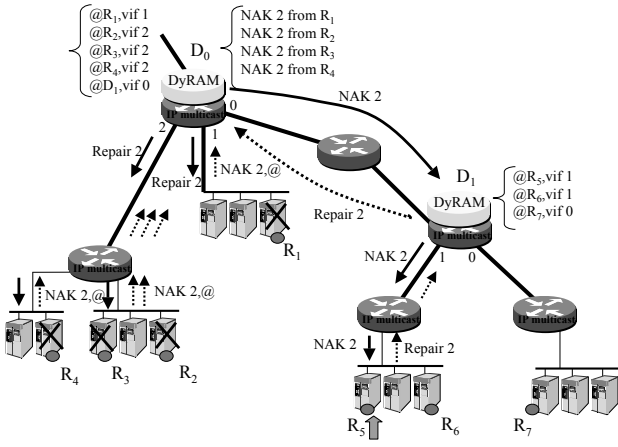 @R1,vif 1
@R2,vif 2
@R3,vif 2
@R4,vif 2
@D1,vif 0
D0
NAK 2 from R1
NAK 2 from R2
NAK 2 from R3
NAK 2 from R4
DyRAM
IP multicast
0
2
1
NAK 2
Repair 2
Repair 2
NAK 2,@
Repair 2
R1
D1
DyRAM
IP multicast
@R5,vif 1
@R6,vif 1
@R7,vif 0
1
0
NAK 2
IP multicast
NAK 2,@
NAK 2,@
R4
R3
R2
IP multicast
NAK 2
Repair 2
R5
R6
R7